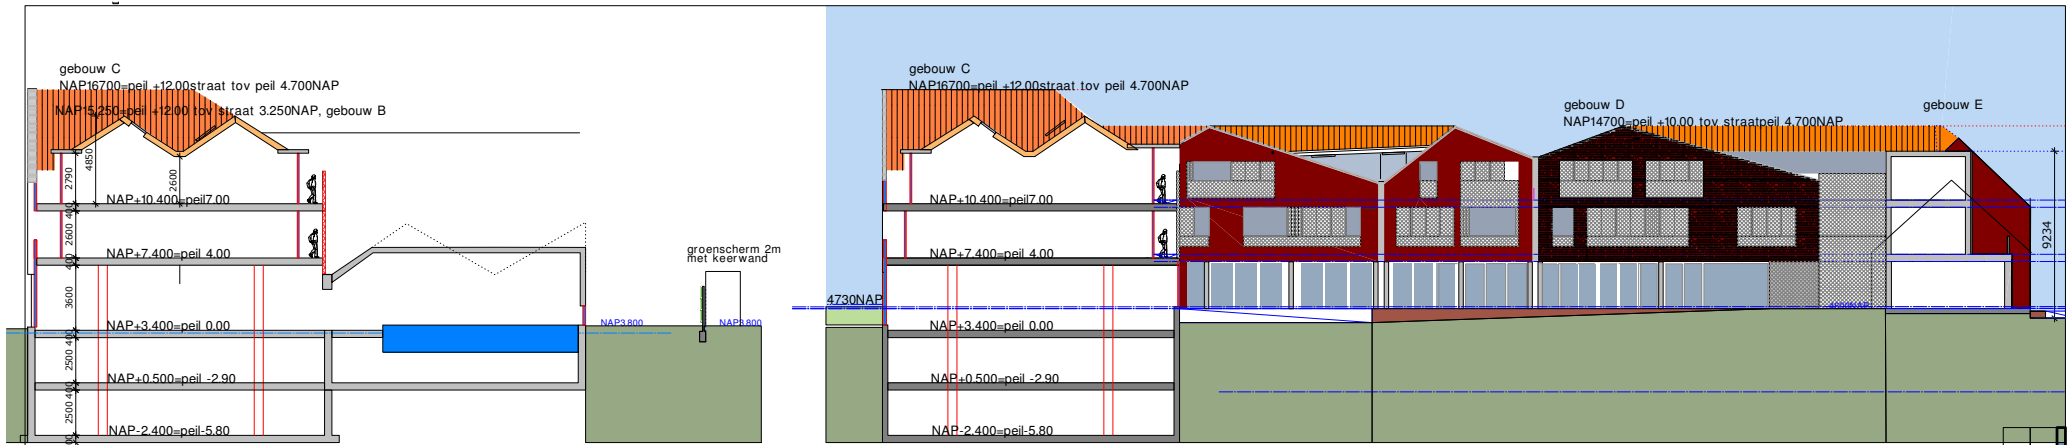 gebouw C
NAP16700=peil +12.00straat tov peil 4.700NAP
NAP15.250=peil +12.00 tov straat 3.250NAP, gebouw B
4850
2790
2600
NAP+10.400=peil7.00
400
2600
NAP+7.400=peil 4.00
400
3600
NAP+3.400=peil 0.00
400
2500
NAP+0.500=peil -2.90
400
2500
NAP-2.400=peil-5.80
groenscherm 2m
met keerwand
NAP3.800
NAP3.800
gebouw C
NAP16700=peil +12.00straat tov peil 4.700NAP
gebouw D
NAP14700=peil +10.00 tov straatpeil 4.700NAP
gebouw E
NAP+10.400=peil7.00
NAP+7.400=peil 4.00
4730NAP
NAP+3.400=peil 0.00
NAP+0.500=peil -2.90
NAP-2.400=peil-5.80
9234